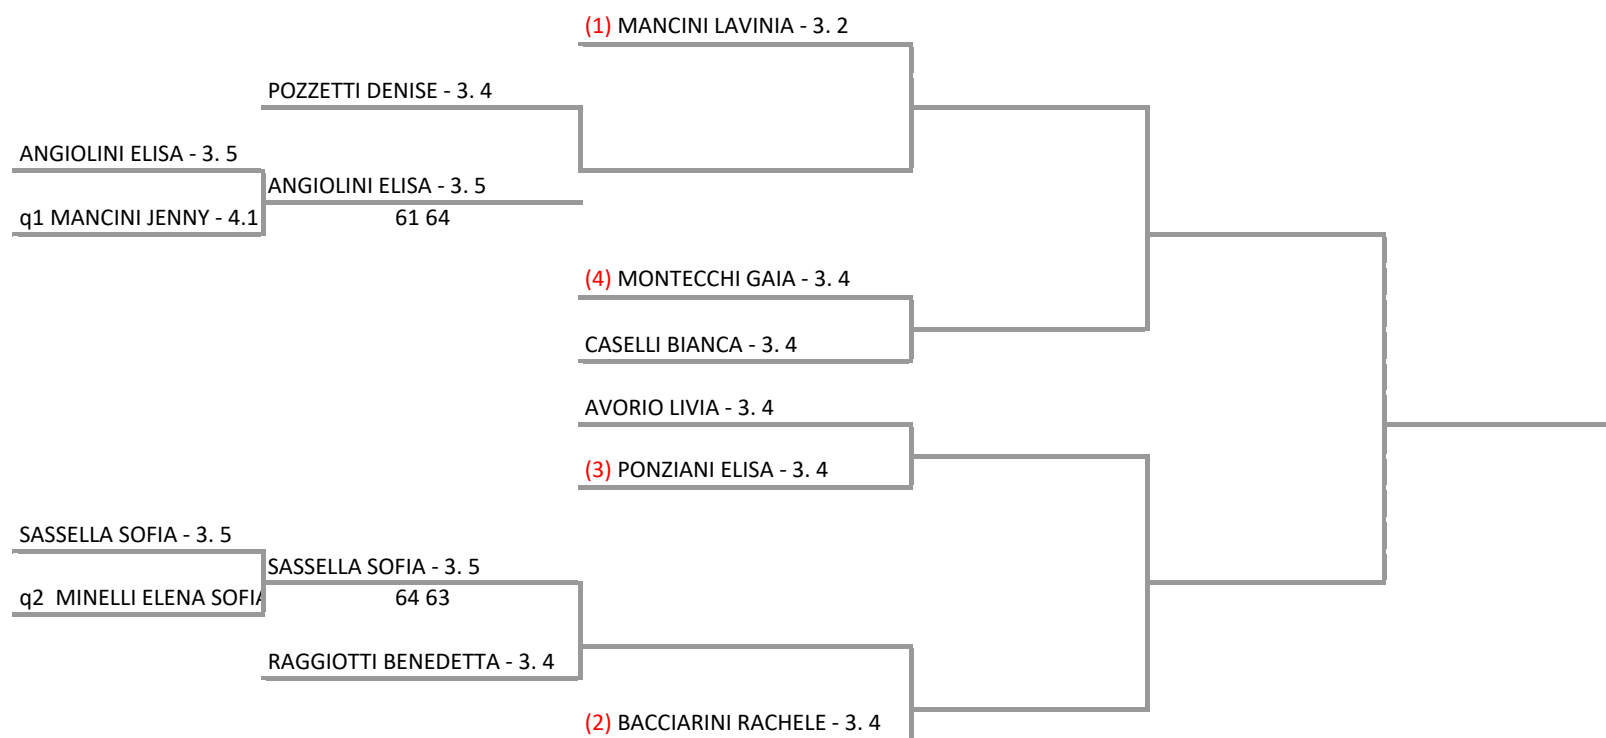 (1) MANCINI LAVINIA - 3. 2
POZZETTI DENISE - 3. 4
ANGIOLINI ELISA - 3. 5
ANGIOLINI ELISA - 3. 5
q1 MANCINI JENNY - 4.1
61 64
(4) MONTECCHI GAIA - 3. 4
CASELLI BIANCA - 3. 4
AVORIO LIVIA - 3. 4
(3) PONZIANI ELISA - 3. 4
SASSELLA SOFIA - 3. 5
SASSELLA SOFIA - 3. 5
q2 MINELLI ELENA SOFIA
64 63
RAGGIOTTI BENEDETTA - 3. 4
(2) BACCIARINI RACHELE - 3. 4